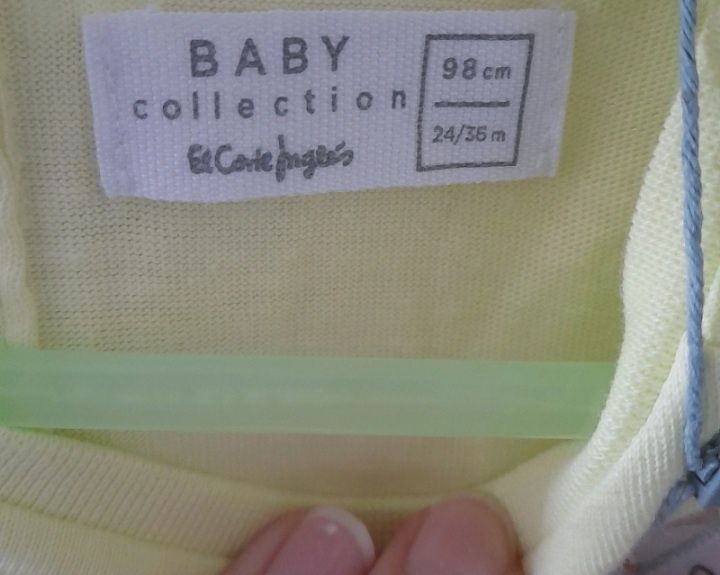 BABY
collection
El Corte Inglés
98 cm
24/36 m